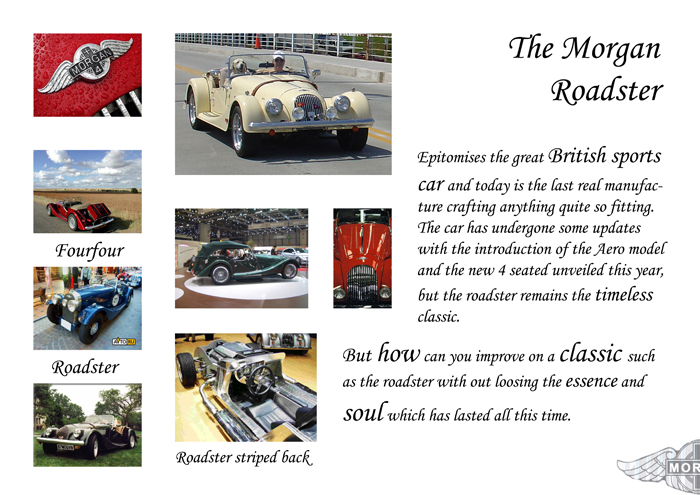 The Morgan
Roadster
MORGAN
4
Epitomises the great British sports
car and today is the last real manufac-
ture crafting anything quite so fitting.
The car has undergone some updates
with the introduction of the Aero model
and the new 4 seated unveiled this year,
but the roadster remains the timeless
classic.
Fourfour
Roadster
But how can you improve on a classic such
as the roadster with out loosing the essence and
soul which has lasted all this time.
Roadster striped back
MOR